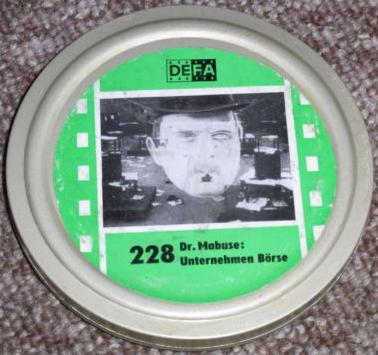 DEFA
228 Dr. Mabuse:
Unternehmen Börse